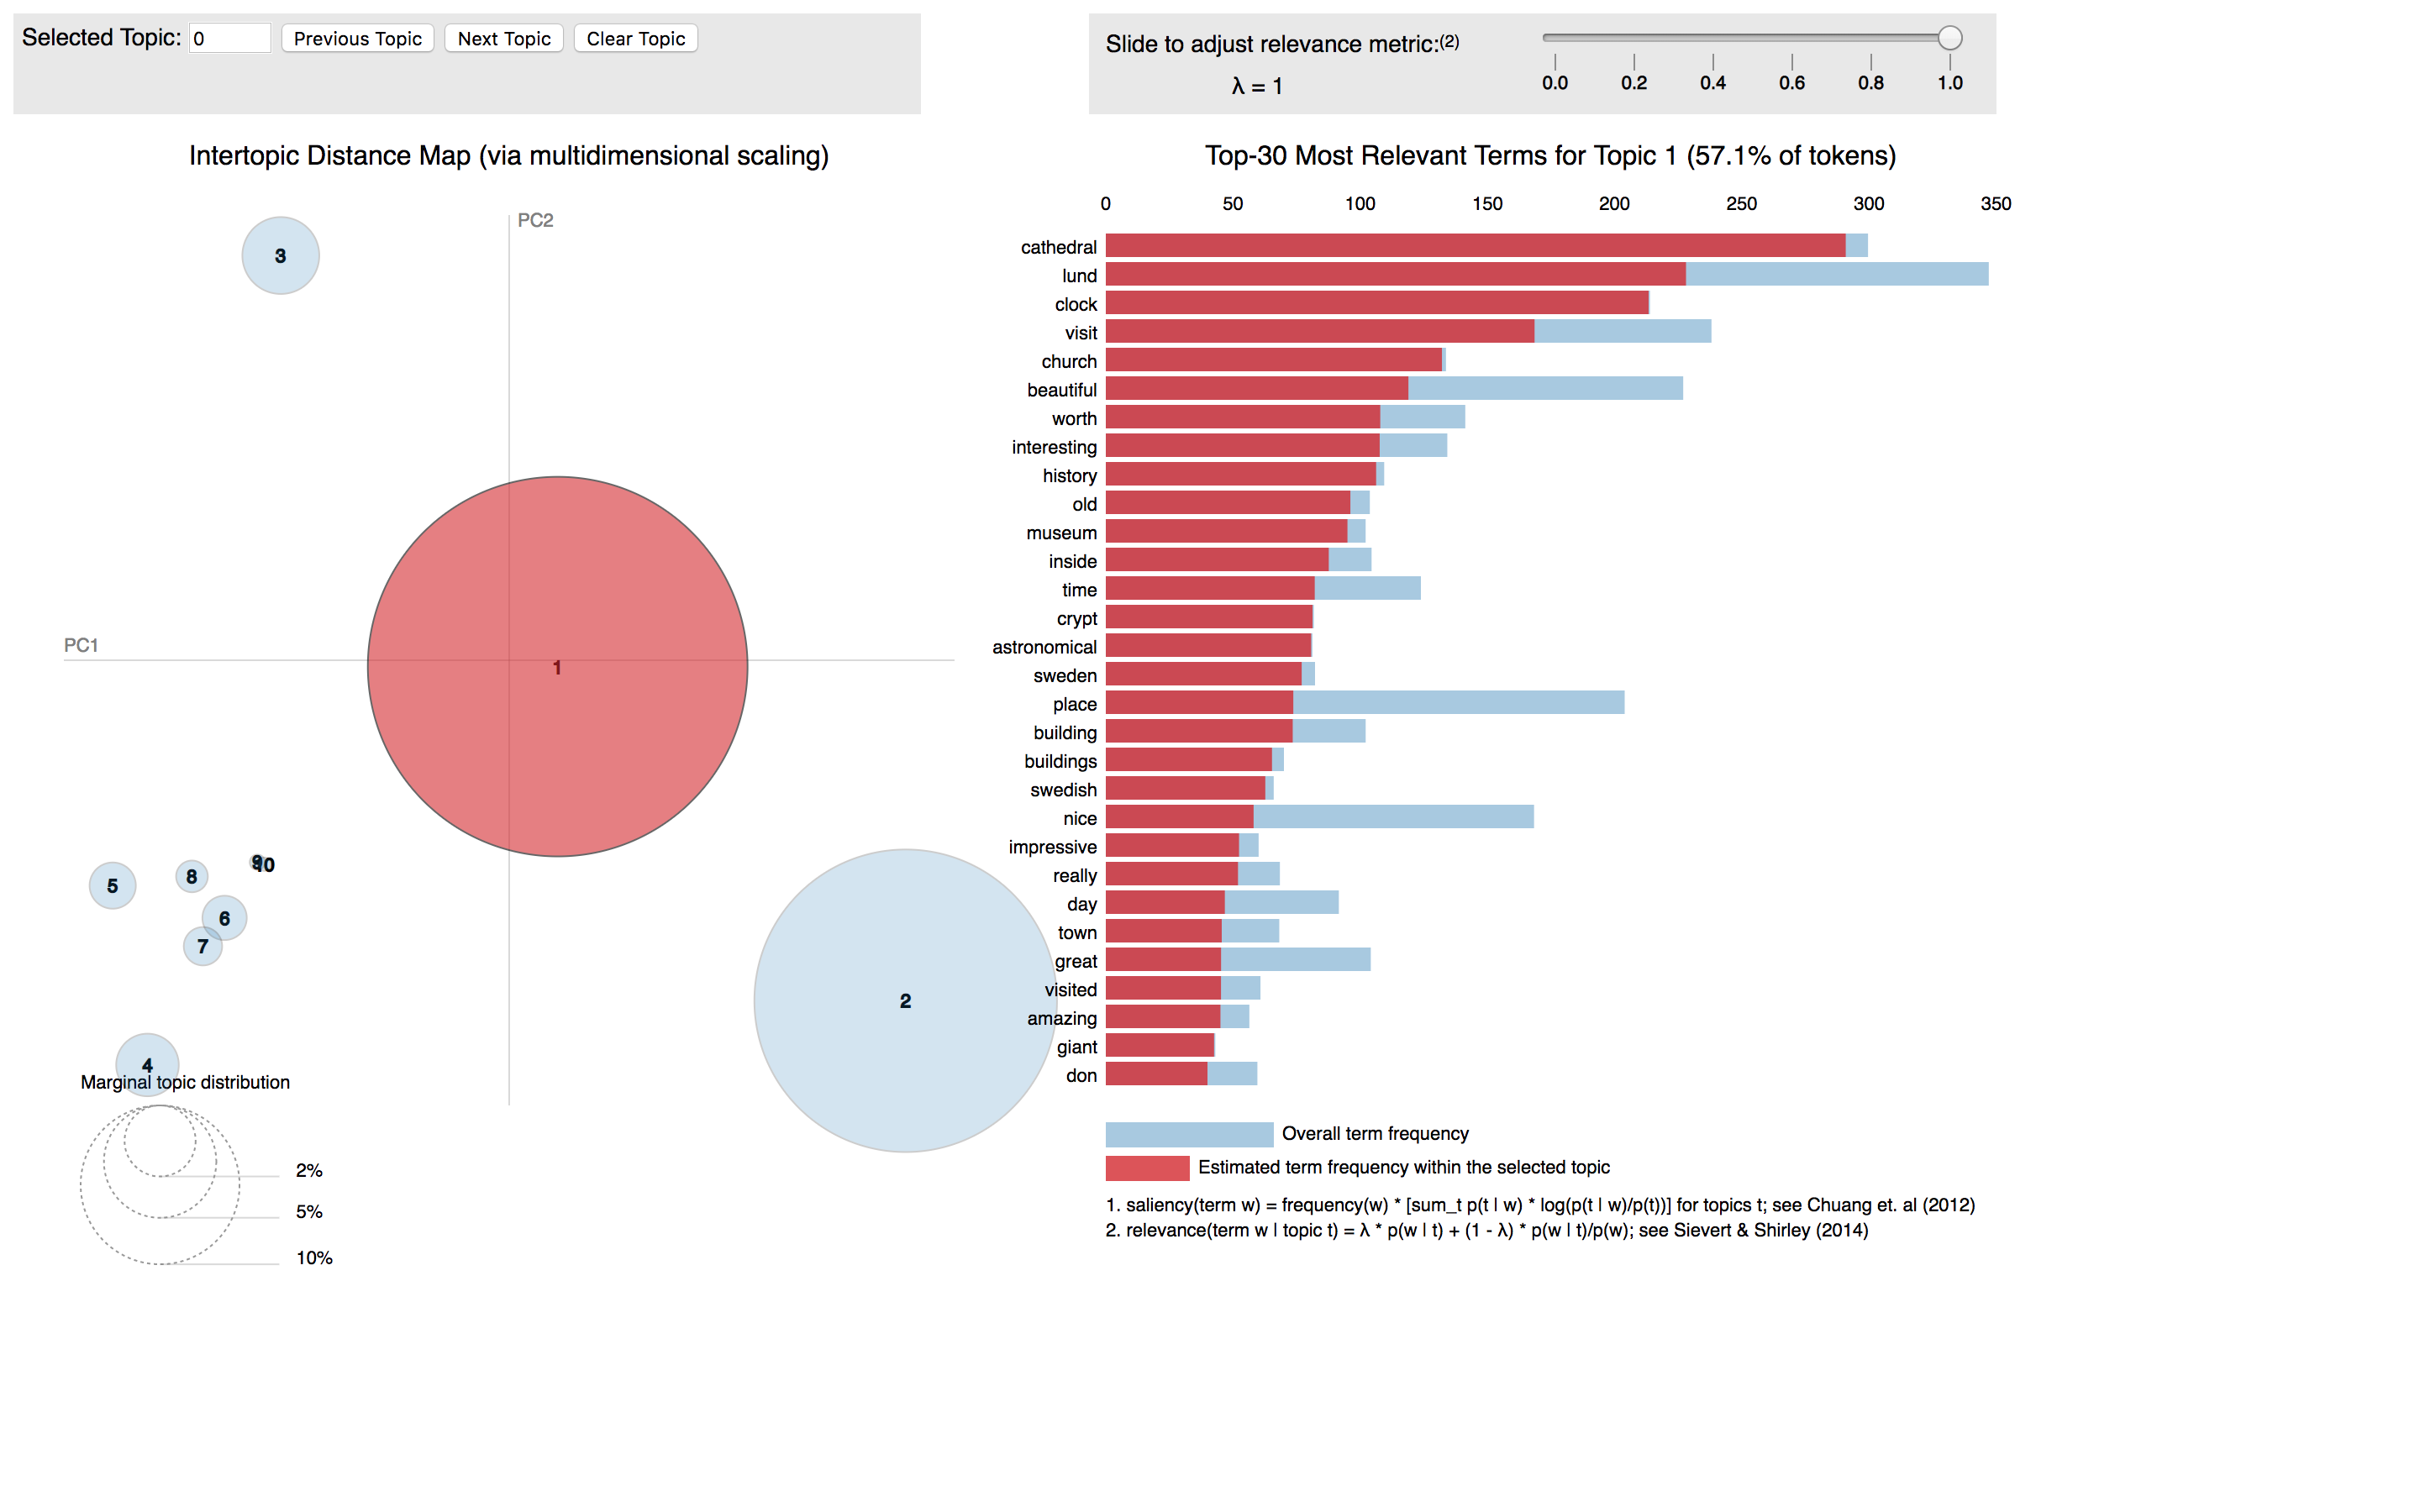 Selected Topic: 0 Previous Topic Next Topic Clear Topic
Slide to adjust relevance metric:(2)
λ = 1
0.0 0.2 0.4 0.6 0.8 1.0
Intertopic Distance Map (via multidimensional scaling)
PC2
PC1
3
1
5
8
9
10
6
7
2
4
Marginal topic distribution
2%
5%
10%
Top-30 Most Relevant Terms for Topic 1 (57.1% of tokens)
0 50 100 150 200 250 300 350
cathedral
lund
clock
visit
church
beautiful
worth
interesting
history
old
museum
inside
time
crypt
astronomical
sweden
place
building
buildings
swedish
nice
impressive
really
day
town
great
visited
amazing
giant
don
Overall term frequency
Estimated term frequency within the selected topic
1. saliency(term w) = frequency(w) * [sum_t p(t | w) * log(p(t | w)/p(t))] for topics t; see Chuang et. al (2012)
2. relevance(term w | topic t) = λ * p(w | t) + (1 - λ) * p(w | t)/p(w); see Sievert & Shirley (2014)